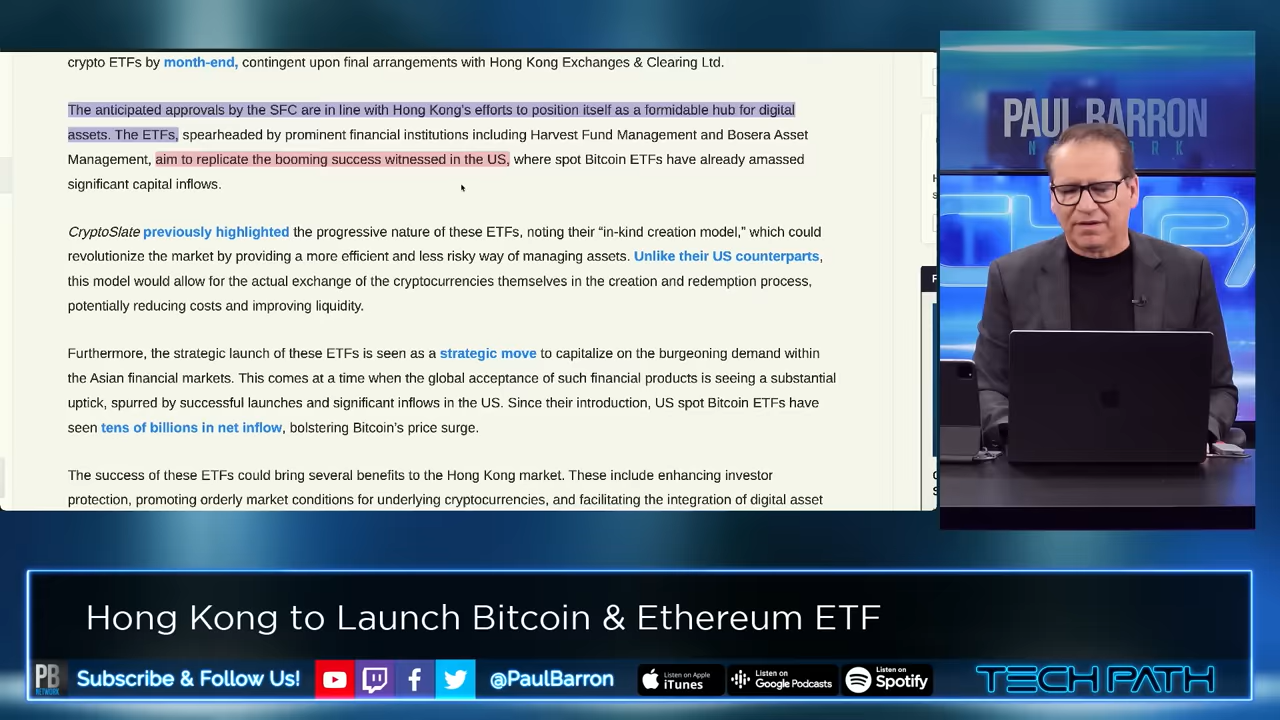 crypto ETFs by month-end, contingent upon final arrangements with Hong Kong Exchanges & Clearing Ltd.
The anticipated approvals by the SFC are in line with Hong Kong's efforts to position itself as a formidable hub for digital
assets. The ETFs, spearheaded by prominent financial institutions including Harvest Fund Management and Bosera Asset
Management, aim to replicate the booming success witnessed in the US, where spot Bitcoin ETFs have already amassed
significant capital inflows.
CryptoSlate previously highlighted the progressive nature of these ETFs, noting their “in-kind creation model,” which could
revolutionize the market by providing a more efficient and less risky way of managing assets. Unlike their US counterparts,
this model would allow for the actual exchange of the cryptocurrencies themselves in the creation and redemption process,
potentially reducing costs and improving liquidity.
Furthermore, the strategic launch of these ETFs is seen as a strategic move to capitalize on the burgeoning demand within
the Asian financial markets. This comes at a time when the global acceptance of such financial products is seeing a substantial
uptick, spurred by successful launches and significant inflows in the US. Since their introduction, US spot Bitcoin ETFs have
seen tens of billions in net inflow, bolstering Bitcoin’s price surge.
The success of these ETFs could bring several benefits to the Hong Kong market. These include enhancing investor
protection, promoting orderly market conditions for underlying cryptocurrencies, and facilitating the integration of digital asset
PAUL BARRON
Hong Kong to Launch Bitcoin & Ethereum ETF
PB
NETWORK
Subscribe & Follow Us!
@PaulBarron
Listen on Apple
iTunes
Listen on
Google Podcasts
Listen on
Spotify
TECH PATH